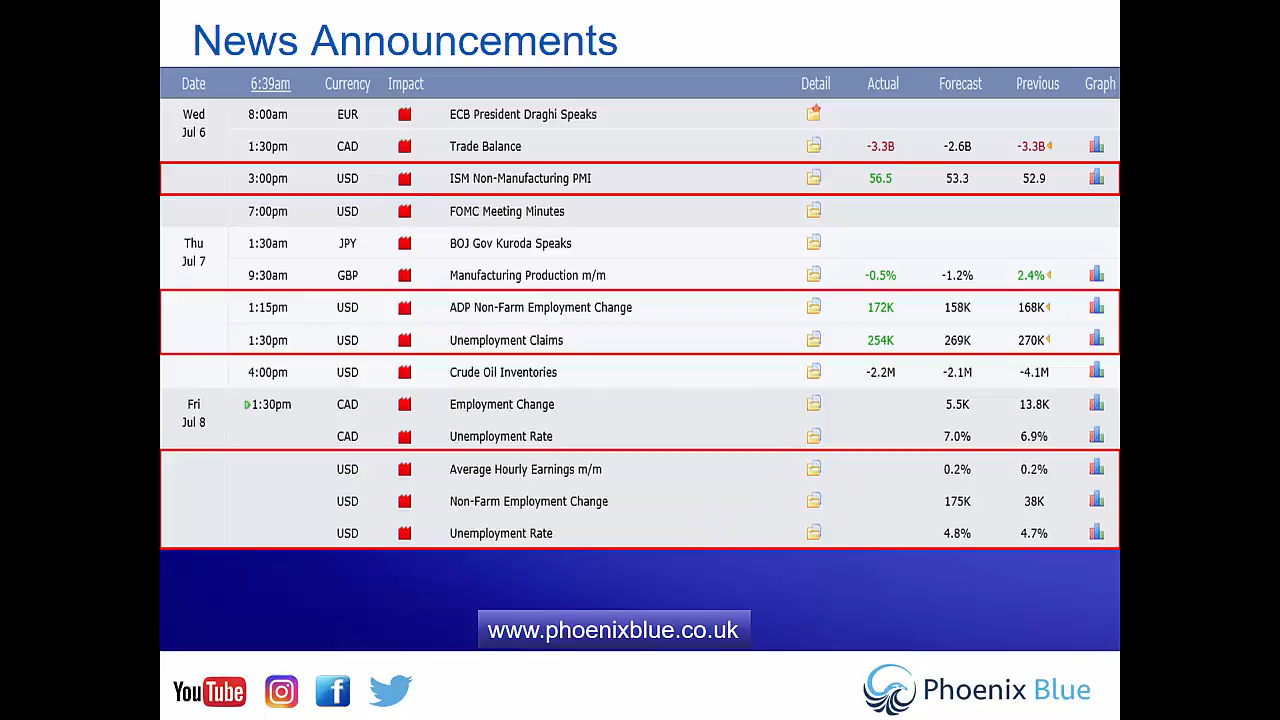 News Announcements
Date 6:39am Currency Impact Detail Actual Forecast Previous Graph
Wed Jul 6 8:00am EUR ECB President Draghi Speaks
1:30pm CAD Trade Balance -3.3B -2.6B -3.3B
3:00pm USD ISM Non-Manufacturing PMI 56.5 53.3 52.9
7:00pm USD FOMC Meeting Minutes
Thu Jul 7 1:30am JPY BOJ Gov Kuroda Speaks
9:30am GBP Manufacturing Production m/m -0.5% -1.2% 2.4%
1:15pm USD ADP Non-Farm Employment Change 172K 158K 168K
1:30pm USD Unemployment Claims 254K 269K 270K
4:00pm USD Crude Oil Inventories -2.2M -2.1M -4.1M
Fri Jul 8 1:30pm CAD Employment Change 5.5K 13.8K
CAD Unemployment Rate 7.0% 6.9%
USD Average Hourly Earnings m/m 0.2% 0.2%
USD Non-Farm Employment Change 175K 38K
USD Unemployment Rate 4.8% 4.7%
www.phoenixblue.co.uk
YouTube f Phoenix Blue